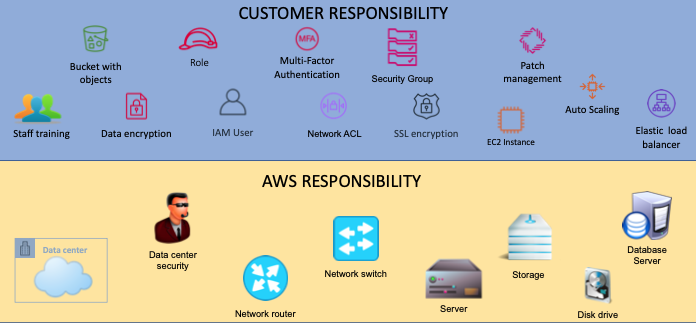 CUSTOMER RESPONSIBILITY
Bucket with
objects
Role
MFA
Multi-Factor
Authentication
Security Group
Patch
management
Staff training
Data encryption
IAM User
Network ACL
SSL encryption
EC2 Instance
Auto Scaling
Elastic load
balancer
AWS RESPONSIBILITY
Data center
Data center
security
Network router
Network switch
Server
Storage
Disk drive
Database
Server